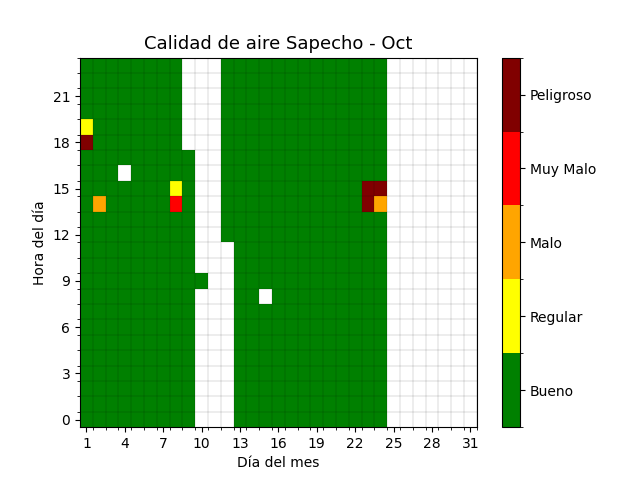 Calidad de aire Sapecho - Oct
21
18
15
12
9
6
3
0
Hora del día
1 4 7 10 13 16 19 22 25 28 31
Día del mes
Peligroso
Muy Malo
Malo
Regular
Bueno